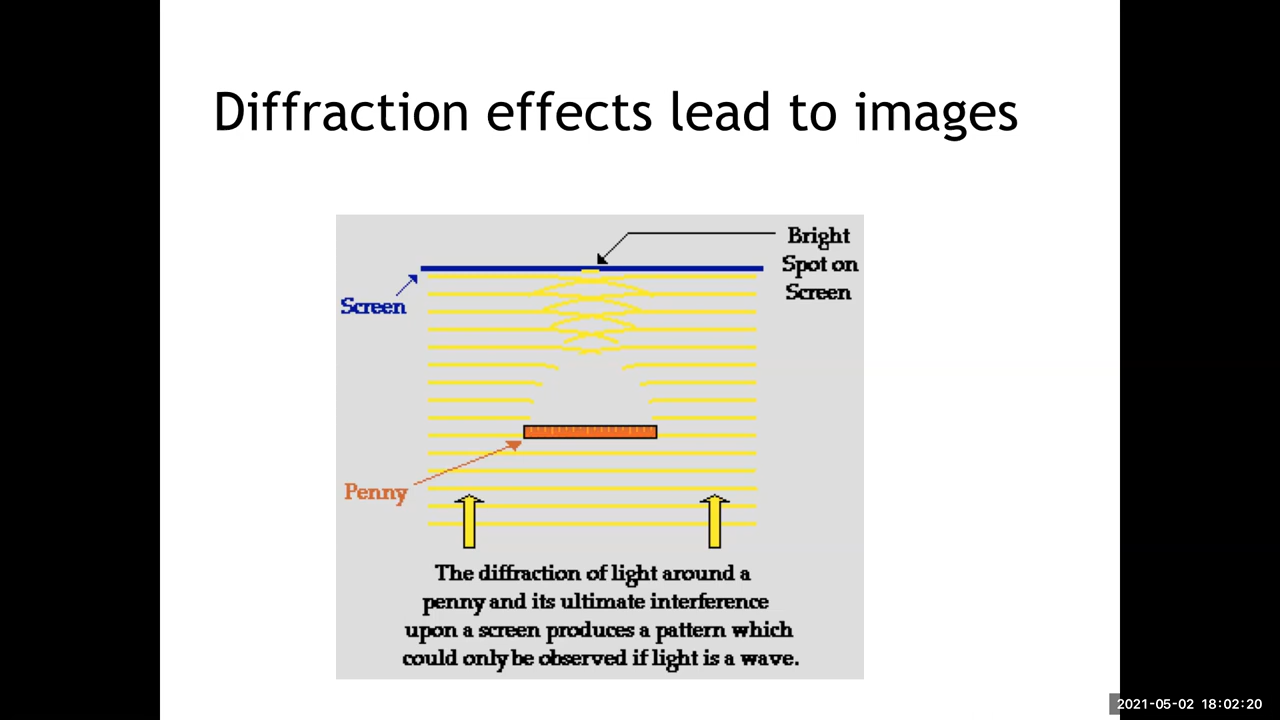 Diffraction effects lead to images
Bright
Spot on
Screen
Screen
Penny
The diffraction of light around a
penny and its ultimate interference
upon a screen produces a pattern which
could only be observed if light is a wave.
2021-05-02 18:02:20